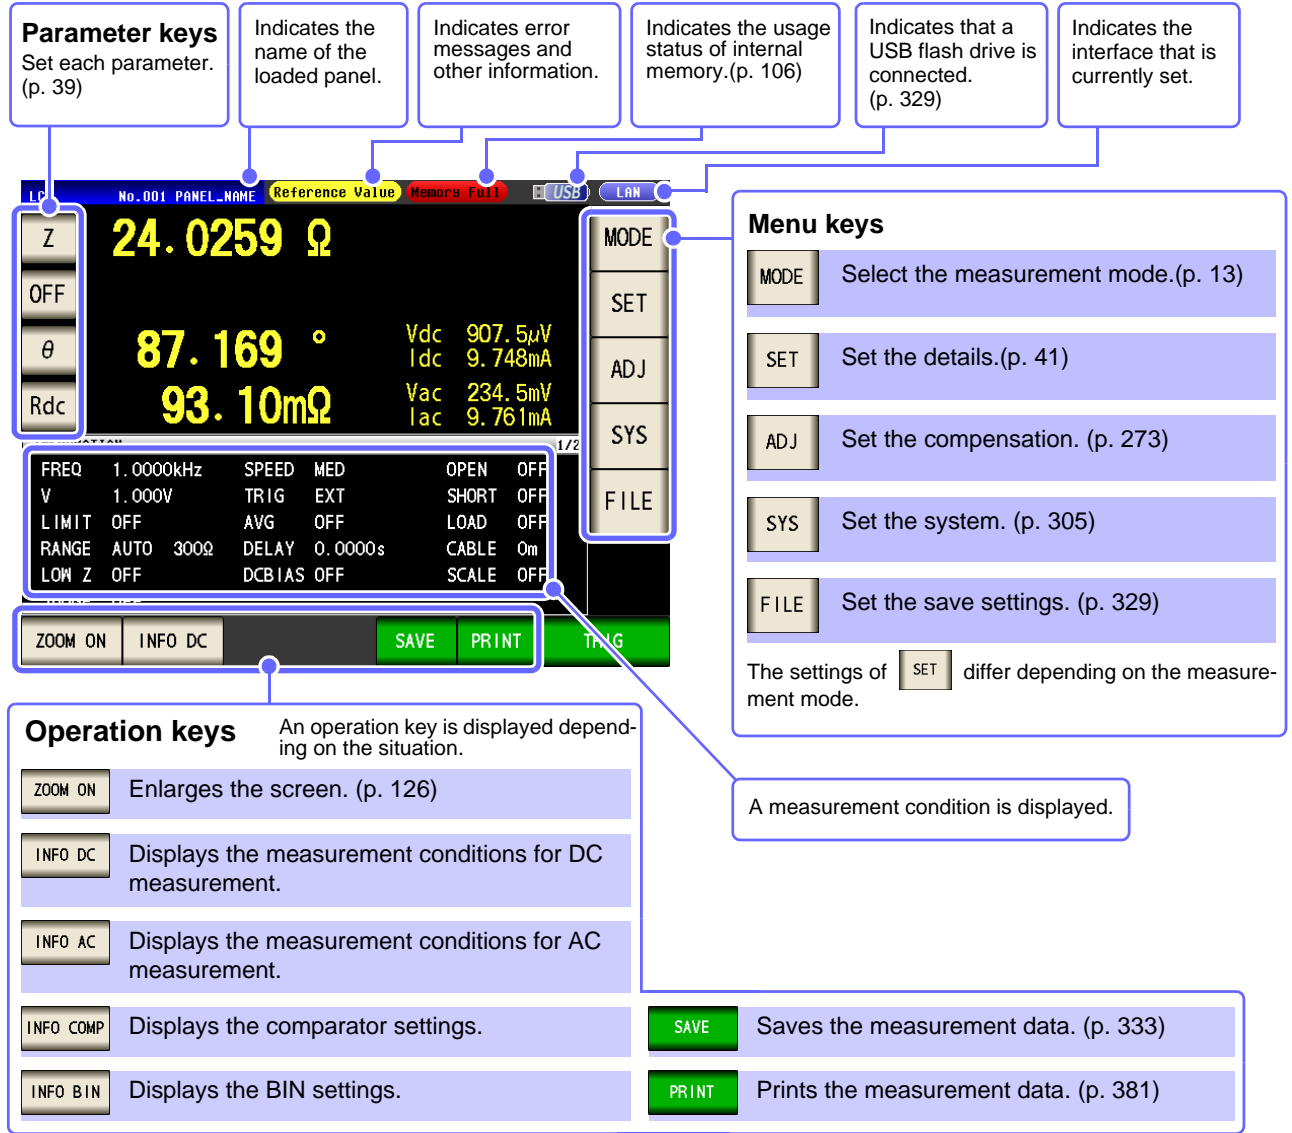 Parameter keys
Set each parameter.
(p. 39)
Indicates the
name of the
loaded panel.
Indicates error
messages and
other information.
Indicates the usage
status of internal
memory.(p. 106)
Indicates that a
USB flash drive is
connected.
(p. 329)
Indicates the
interface that is
currently set.
No.001 PANEL_NAME Reference Value Memory Full USB LAN
Z
OFF
θ
Rdc
24.0259 Ω
87.169 °
93.10mΩ
Vdc 907.5μV
Idc 9.748mA
Vac 234.5mV
Iac 9.761mA
MODE
SET
ADJ
SYS
FILE
1/2
FREQ 1.0000kHz SPEED MED OPEN OFF
V 1.000V TRIG EXT SHORT OFF
LIMIT OFF AVG OFF LOAD OFF
RANGE AUTO 300Ω DELAY 0.0000s CABLE 0m
LOW Z OFF DCBIAS OFF SCALE OFF
ZOOM ON INFO DC SAVE PRINT TRIG
Menu keys
MODE Select the measurement mode.(p. 13)
SET Set the details.(p. 41)
ADJ Set the compensation. (p. 273)
SYS Set the system. (p. 305)
FILE Set the save settings. (p. 329)
The settings of SET differ depending on the measure-
ment mode.
A measurement condition is displayed.
Operation keys
An operation key is displayed depend-
ing on the situation.
ZOOM ON Enlarges the screen. (p. 126)
INFO DC Displays the measurement conditions for DC
measurement.
INFO AC Displays the measurement conditions for AC
measurement.
INFO COMP Displays the comparator settings.
INFO BIN Displays the BIN settings.
SAVE Saves the measurement data. (p. 333)
PRINT Prints the measurement data. (p. 381)